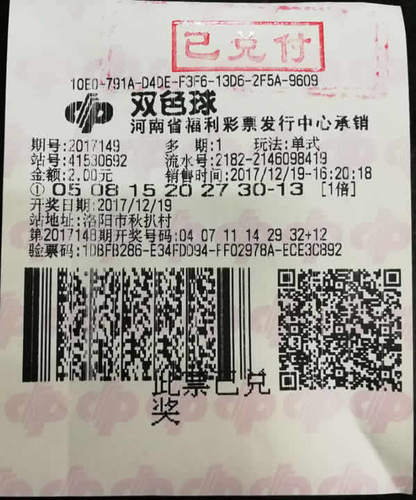 已兑付
10E0-791A-D4DE-F3F6-13D6-2F5A-9609
双色球
河南省福利彩票发行中心承销
期号:2017149 多 期:1 玩法:单式
站号:41530692 流水号:2182-2146098419
金额:2.00元 销售时间:2017/12/19-16:20:18
①05 08 15 20 27 30-13 [1倍]
开奖日期:2017/12/19
站地址:洛阳市秋扒村
第2017148期开奖号码:04 07 11 14 29 32+12
验票码:1D8FB286-E34FDD94-FF02978A-ECE3C892
此票已兑
奖